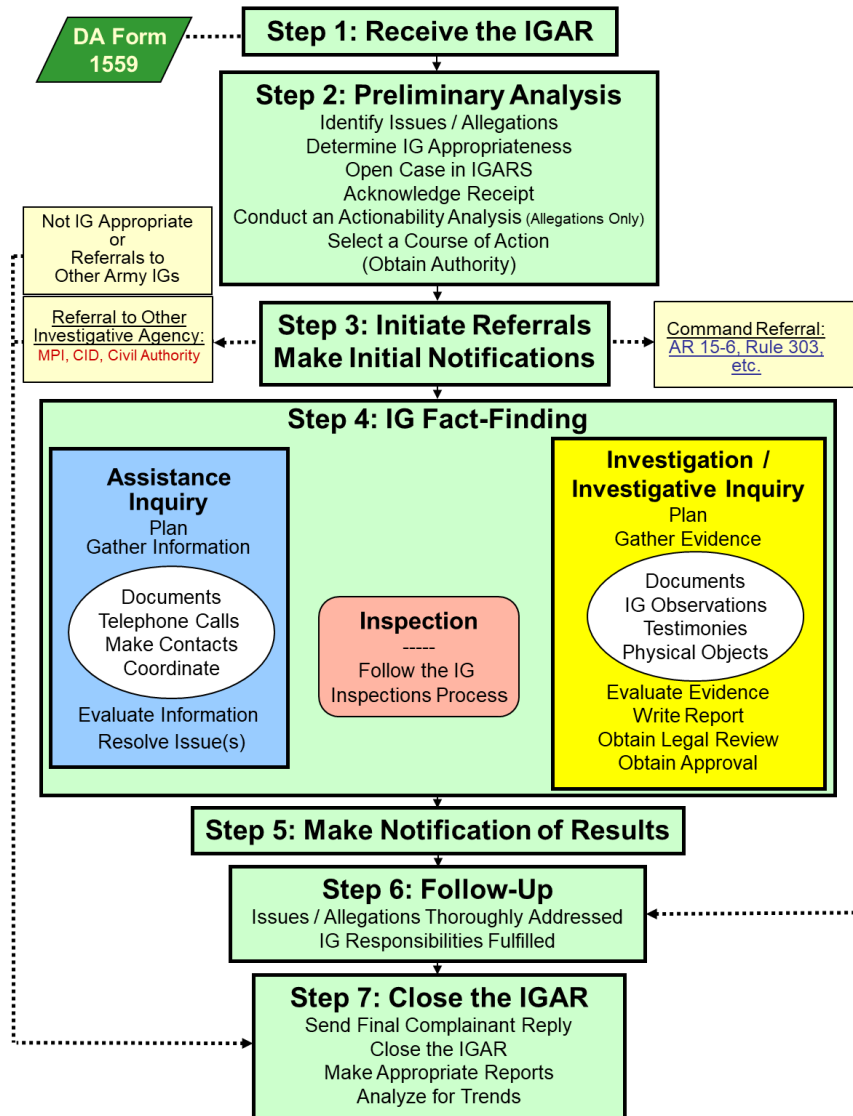 DA Form
1559
Step 1: Receive the IGAR
Step 2: Preliminary Analysis
Identify Issues / Allegations
Determine IG Appropriateness
Open Case in IGARS
Acknowledge Receipt
Conduct an Actionability Analysis (Allegations Only)
Select a Course of Action
(Obtain Authority)
Not IG Appropriate
or
Referrals to
Other Army IGs
Referral to Other
Investigative Agency:
MPI, CID, Civil Authority
Step 3: Initiate Referrals
Make Initial Notifications
Command Referral:
AR 15-6, Rule 303,
etc.
Step 4: IG Fact-Finding
Assistance
Inquiry
Plan
Gather Information
Documents
Telephone Calls
Make Contacts
Coordinate
Evaluate Information
Resolve Issue(s)
Inspection
-----
Follow the IG
Inspections Process
Investigation /
Investigative Inquiry
Plan
Gather Evidence
Documents
IG Observations
Testimonies
Physical Objects
Evaluate Evidence
Write Report
Obtain Legal Review
Obtain Approval
Step 5: Make Notification of Results
Step 6: Follow-Up
Issues / Allegations Thoroughly Addressed
IG Responsibilities Fulfilled
Step 7: Close the IGAR
Send Final Complainant Reply
Close the IGAR
Make Appropriate Reports
Analyze for Trends